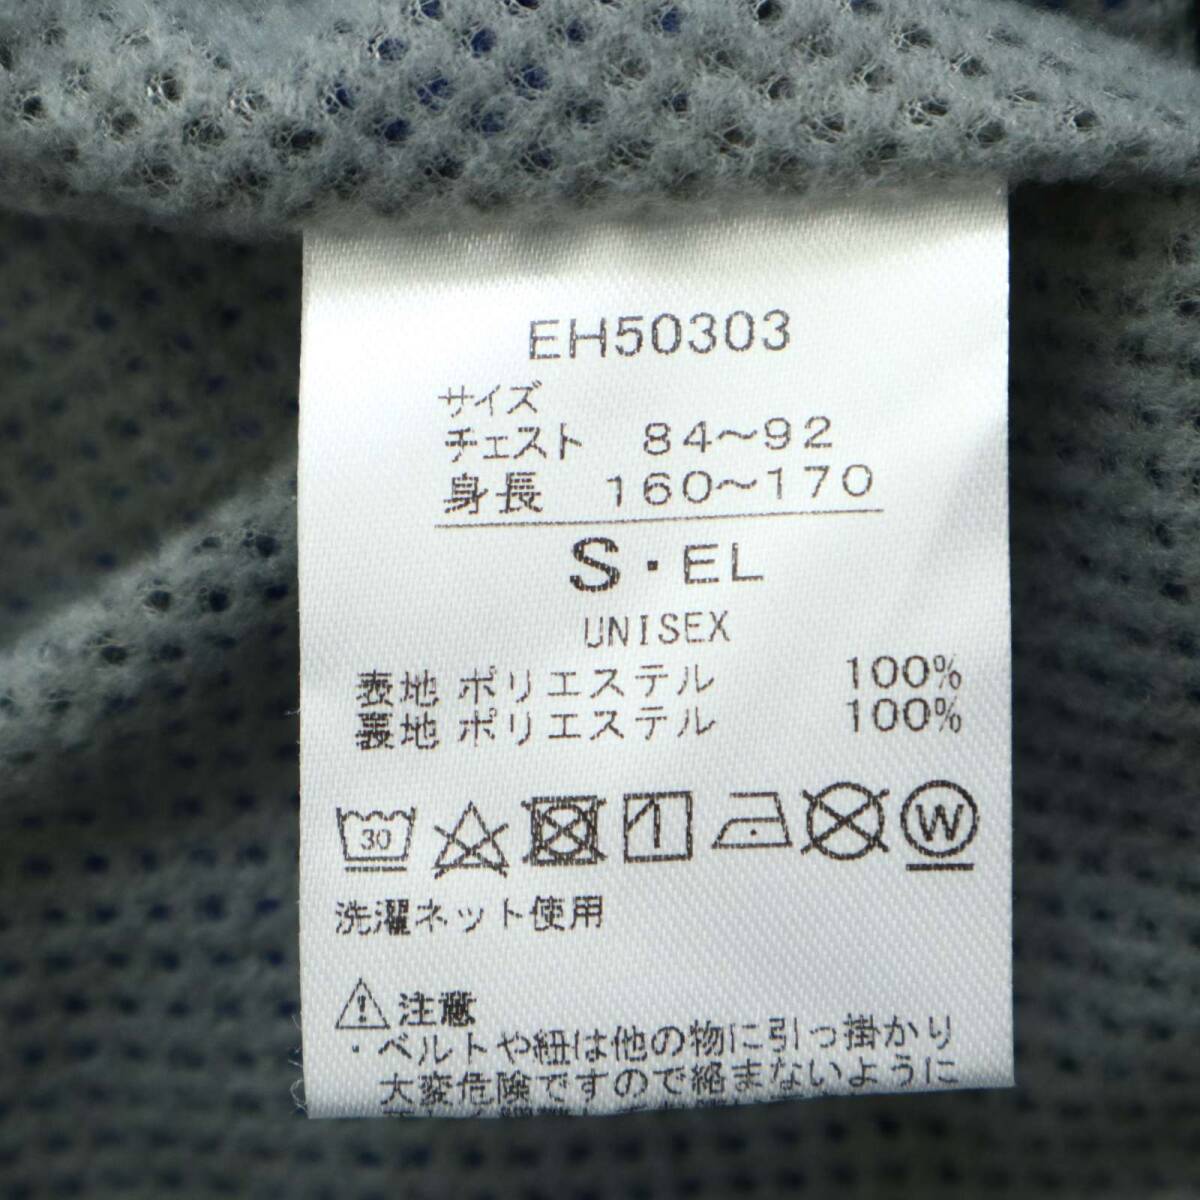 EH50303
サイズ
チェスト 84～92
身長 160～170
S・EL
UNISEX
表地 ポリエステル 100%
裏地 ポリエステル 100%
30
W
洗濯ネット使用
注意
・ベルトや紐は他の物に引っ掛かり
大変危険ですので絡まないように